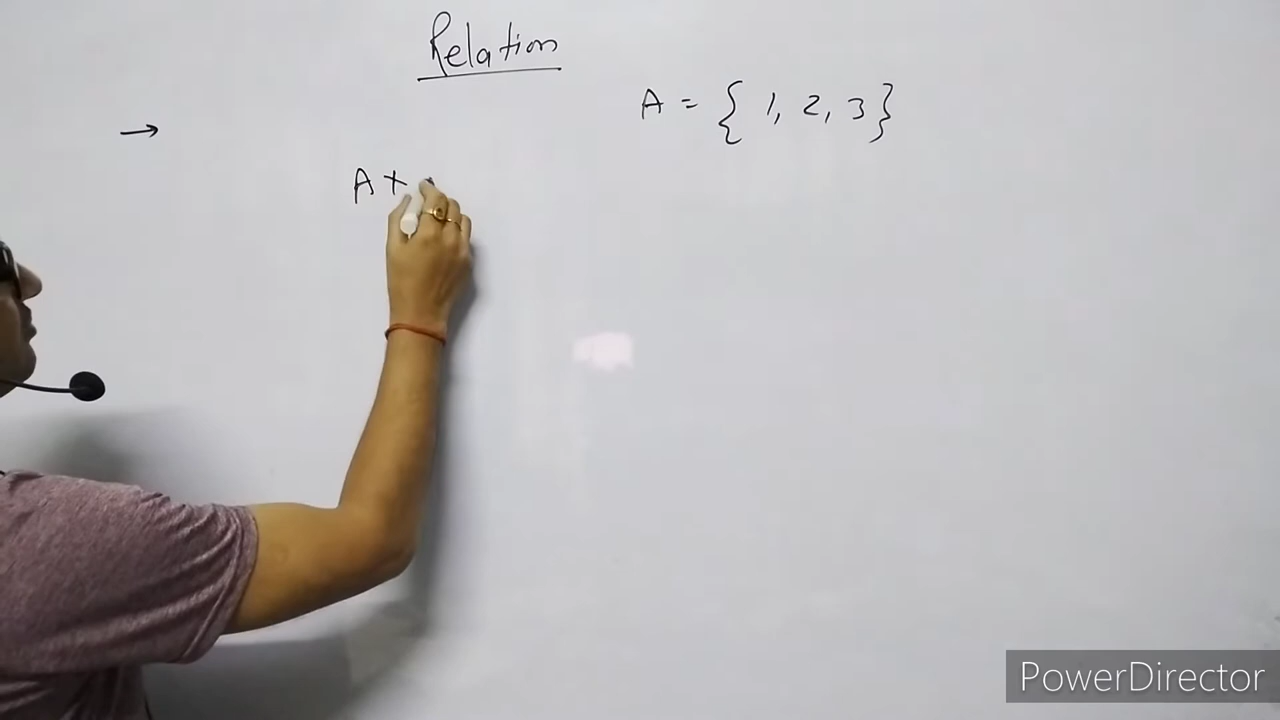 Relation
A = { 1, 2, 3 }
→
A ×
PowerDirector